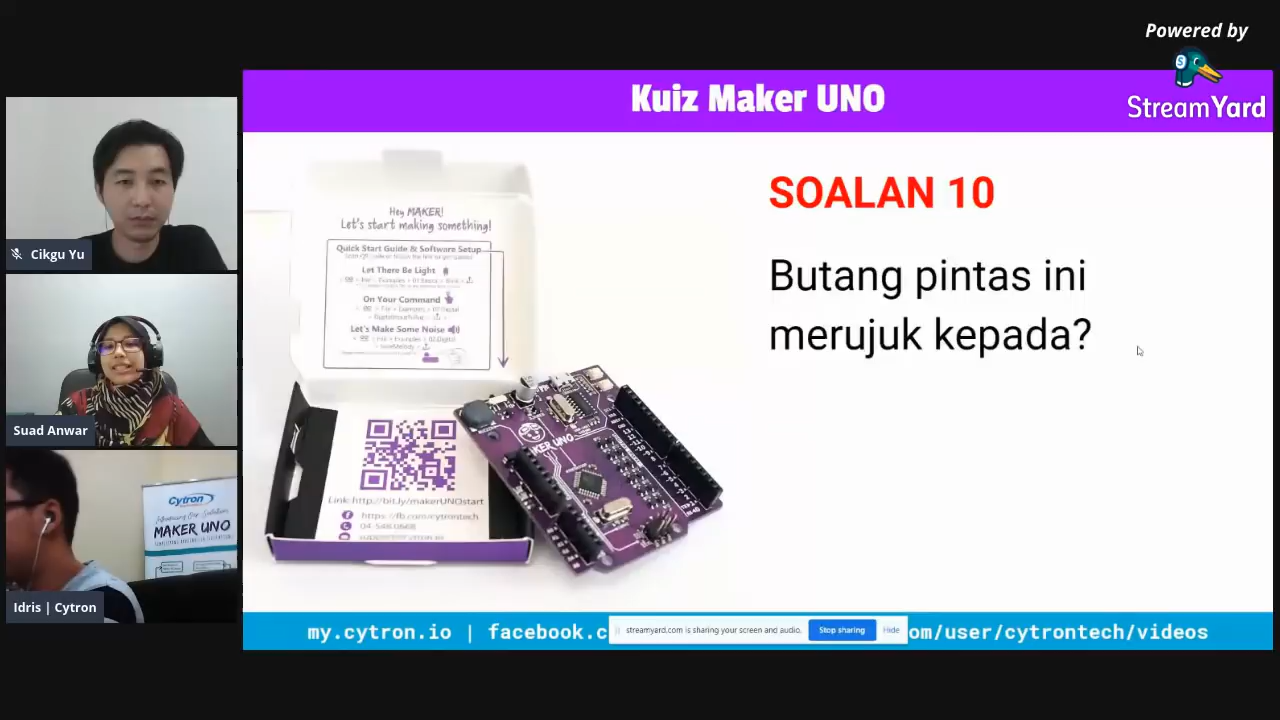 Powered by
StreamYard
Kuiz Maker UNO
Cikgu Yu
Suad Anwar
Idris | Cytron
Cytron
MAKER UNO
Hey MAKER!
Let's start making something!
Quick Start Guide & Software Setup
Let There Be Light
On Your Command
Let's Make Some Noise
Link: http://bit.ly/makerUNOstart
https://fb.com/cytrontech
04-548 0668
SOALAN 10
Butang pintas ini
merujuk kepada?
my.cytron.io | facebook.c
streamyard.com is sharing your screen and audio.
Stop sharing
Hide
om/user/cytrontech/videos